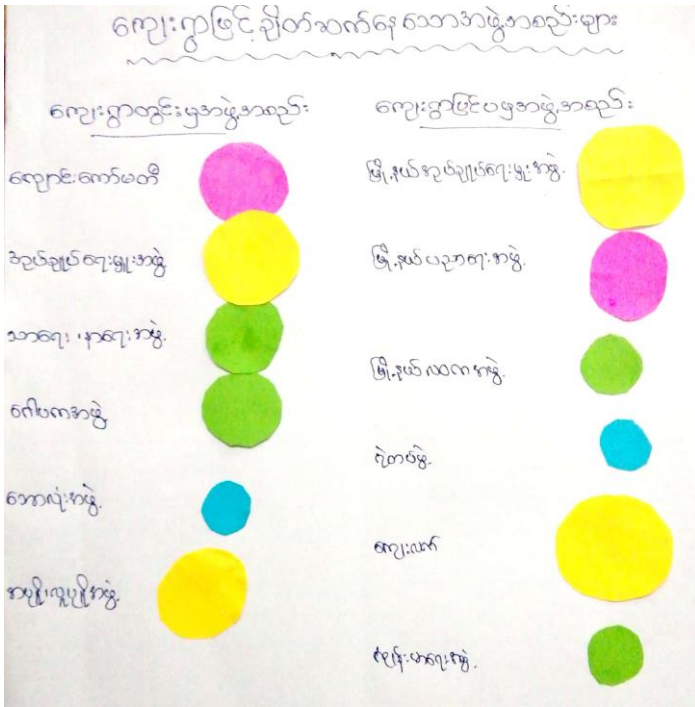 ကျေးရွာဖြင့်ချိတ်ဆက်နေသောအဖွဲ့အစည်းများ
ကျေးရွာတွင်းမှအဖွဲ့အစည်း
ကျောင်းကော်မတီ
အုပ်ချုပ်ရေးမှူးအဖွဲ့
သာရေး၊နာရေးအဖွဲ့
ဂေါပကအဖွဲ့
ဘောလုံးအဖွဲ့
အပျိုလူပျိုအဖွဲ့
ကျေးရွာပြင်ပမှအဖွဲ့အစည်း
မြို့နယ်အုပ်ချုပ်ရေးမှူးအဖွဲ့
မြို့နယ်ပညာရေးအဖွဲ့
မြို့နယ်လဝကအဖွဲ့
ရဲတပ်ဖွဲ့
ကျေးလက်
ကျန်းမာရေးအဖွဲ့